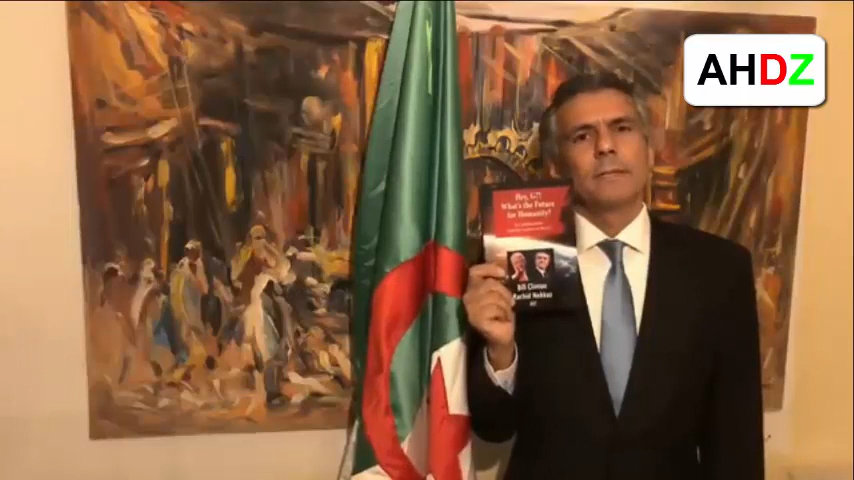 AHDZ
Hey, G7!
What's the Future
for Humanity?
Bill Clinton
Rachid Nekkaz